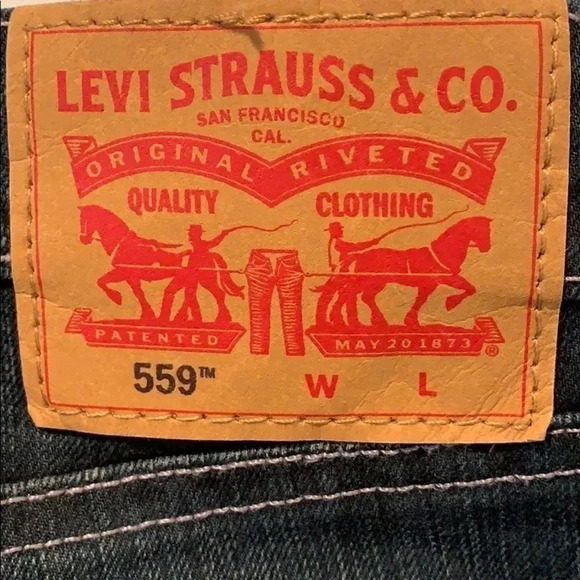 LEVI STRAUSS & CO.
SAN FRANCISCO
CAL.
ORIGINAL RIVETED
QUALITY CLOTHING
PATENTED MAY 20 1873 ®
559™ W L